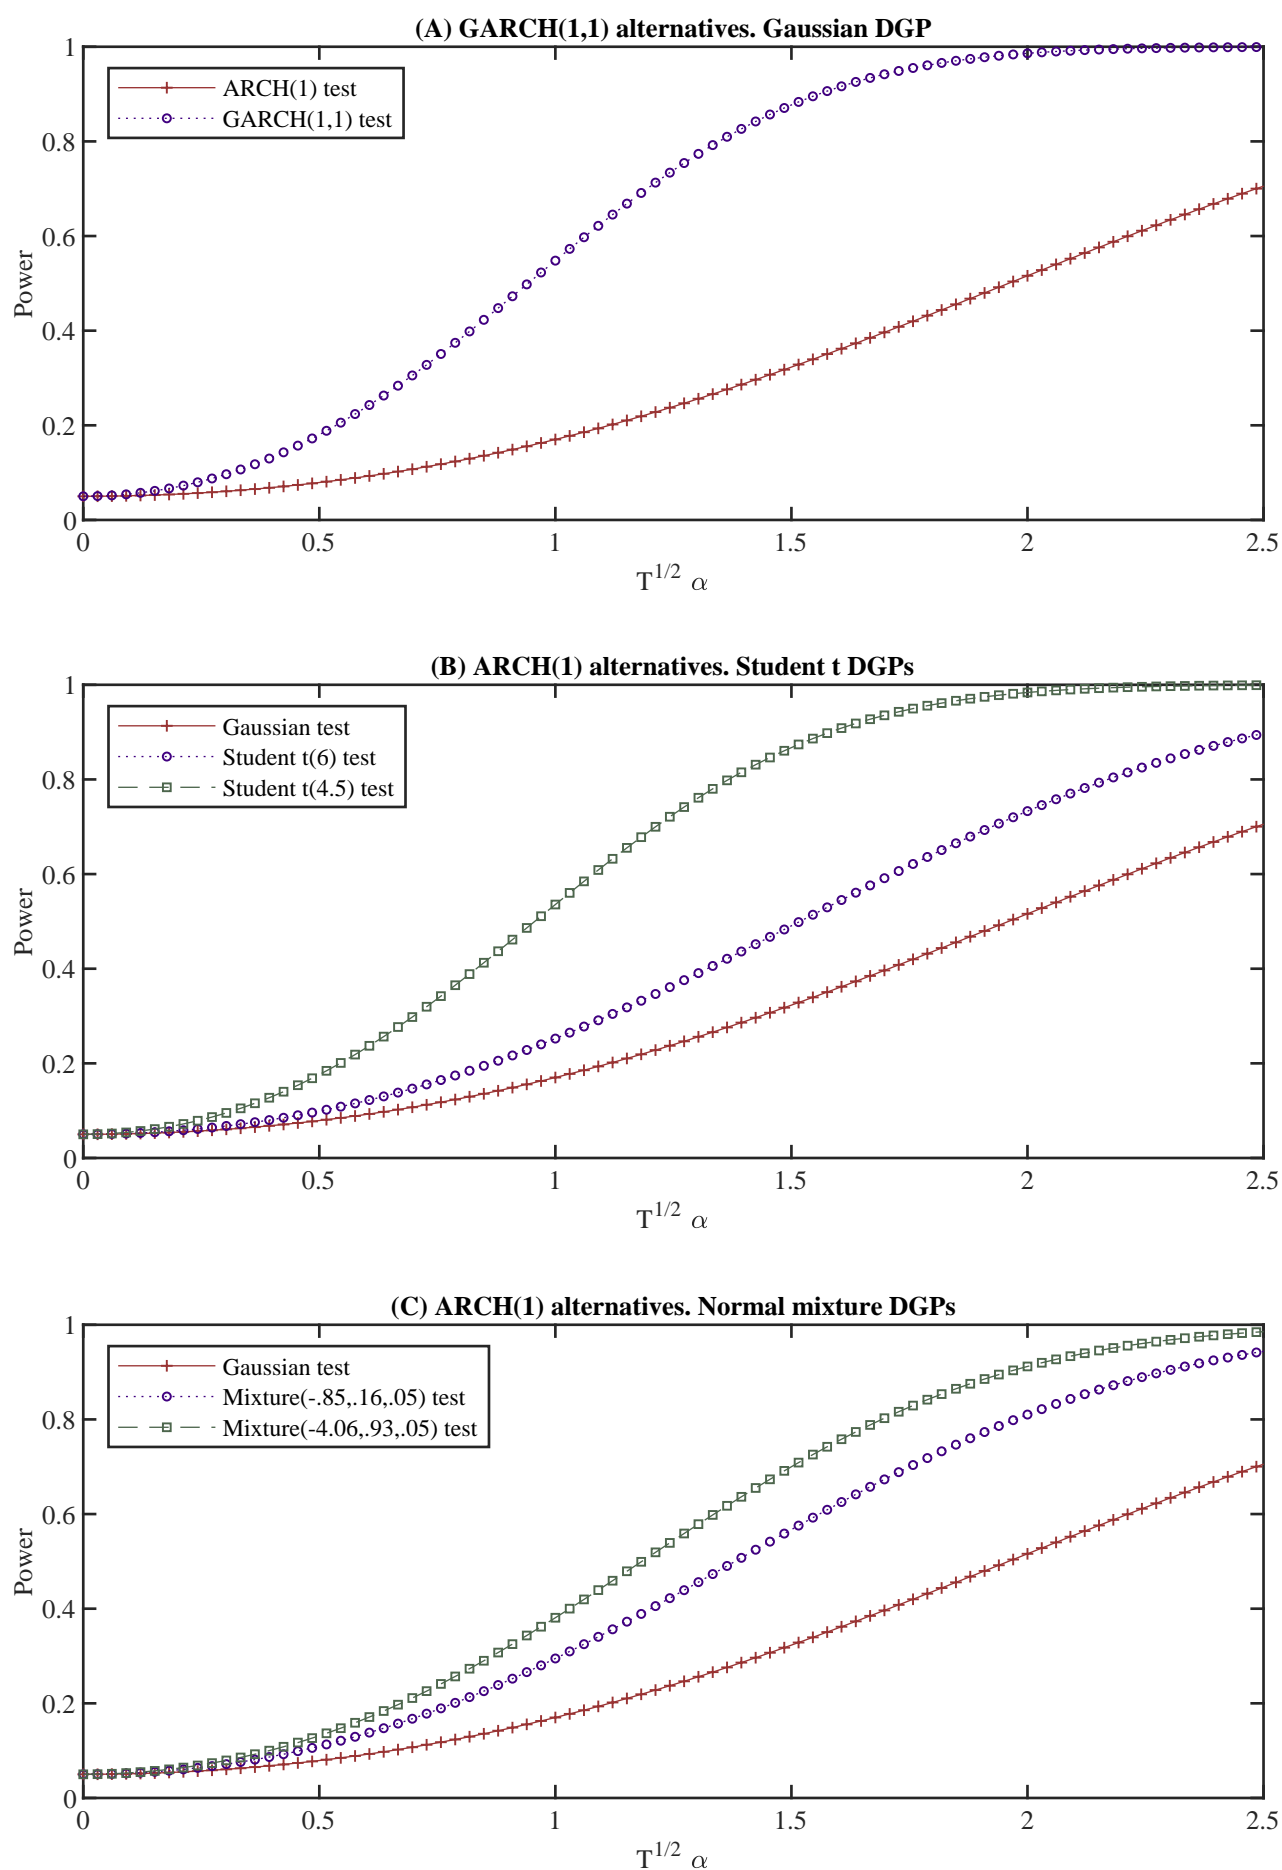 (A) GARCH(1,1) alternatives. Gaussian DGP
1
0.8
0.6
0.4
0.2
0
Power
ARCH(1) test
GARCH(1,1) test
0 0.5 1 1.5 2 2.5
T^{1/2} α
(B) ARCH(1) alternatives. Student t DGPs
1
0.8
0.6
0.4
0.2
0
Power
Gaussian test
Student t(6) test
Student t(4.5) test
0 0.5 1 1.5 2 2.5
T^{1/2} α
(C) ARCH(1) alternatives. Normal mixture DGPs
1
0.8
0.6
0.4
0.2
0
Power
Gaussian test
Mixture(-.85,.16,.05) test
Mixture(-4.06,.93,.05) test
0 0.5 1 1.5 2 2.5
T^{1/2} α